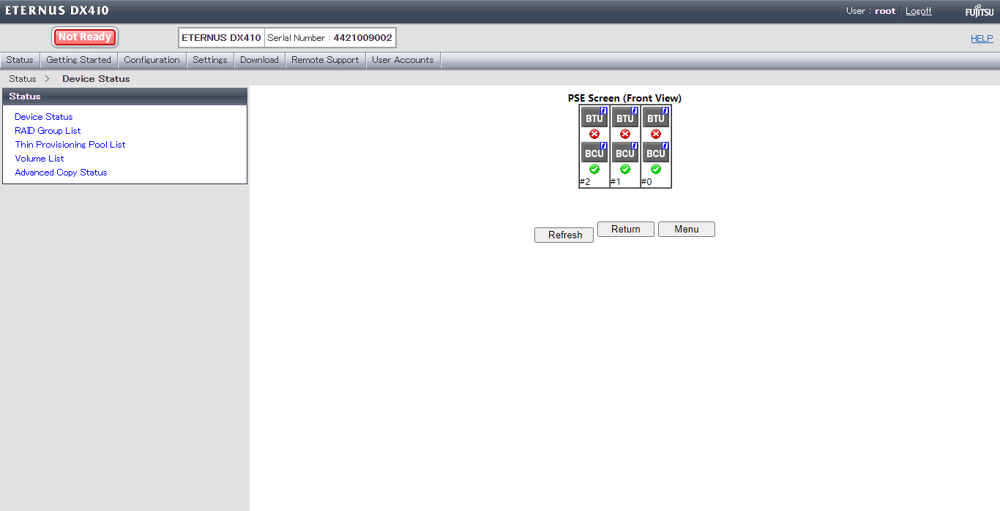 ETERNUS DX410
User : root Logoff FUJITSU
Not Ready ETERNUS DX410 Serial Number : 4421009002 HELP
Status Getting Started Configuration Settings Download Remote Support User Accounts
Status > Device Status
Status
Device Status
RAID Group List
Thin Provisioning Pool List
Volume List
Advanced Copy Status
PSE Screen (Front View)
BTU i BTU i BTU i
BCU i BCU i BCU i
#2 #1 #0
Refresh Return Menu